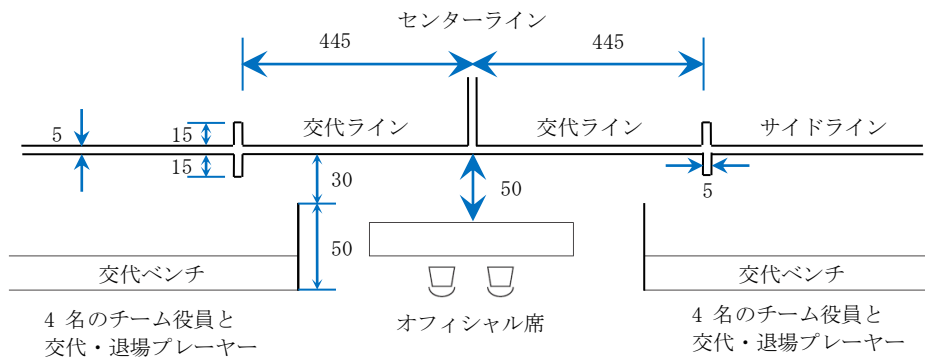 センターライン
445
445
5
15
交代ライン
交代ライン
サイドライン
15
30
50
5
50
交代ベンチ
交代ベンチ
4 名のチーム役員と
交代・退場プレーヤー
オフィシャル席
4 名のチーム役員と
交代・退場プレーヤー